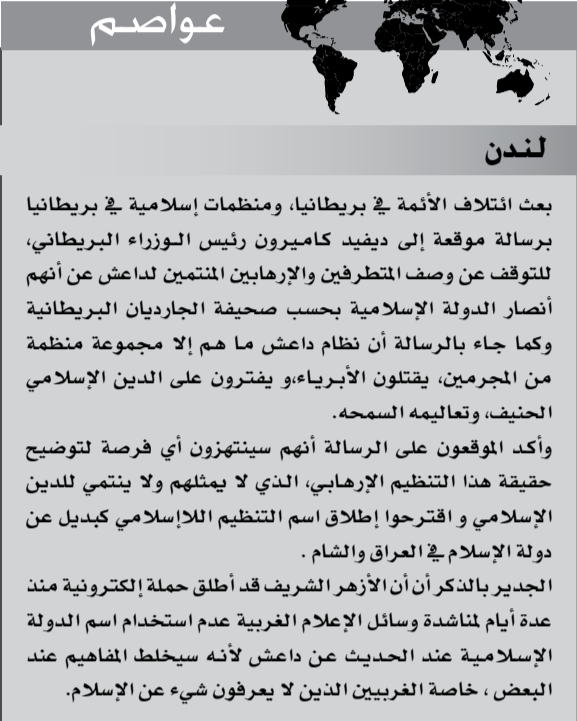 عواصم
لندن
بعث ائتلاف الأئمة في بريطانيا، ومنظمات إسلامية في بريطانيا
برسالة موقعة إلى ديفيد كاميرون رئيس الوزراء البريطاني،
للتوقف عن وصف المتطرفين والإرهابين المنتمين لداعش عن أنهم
أنصار الدولة الإسلامية بحسب صحيفة الجارديان البريطانية
وكما جاء بالرسالة أن نظام داعش ما هم إلا مجموعة منظمة
من المجرمين، يقتلون الأبرياء،و يفترون على الدين الإسلامي
الحنيف، وتعاليمه السمحه.
وأكد الموقعون على الرسالة أنهم سينتهزون أي فرصة لتوضيح
حقيقة هذا التنظيم الإرهابي، الذي لا يمثلهم ولا ينتمي للدين
الإسلامي و اقترحوا إطلاق اسم التنظيم اللاإسلامي كبديل عن
دولة الإسلام في العراق والشام .
الجدير بالذكر أن أن الأزهر الشريف قد أطلق حملة إلكترونية منذ
عدة أيام لمناشدة وسائل الإعلام الغربية عدم استخدام اسم الدولة
الإسلامية عند الحديث عن داعش لأنه سيخلط المفاهيم عند
البعض ، خاصة الغربيين الذين لا يعرفون شيء عن الإسلام.